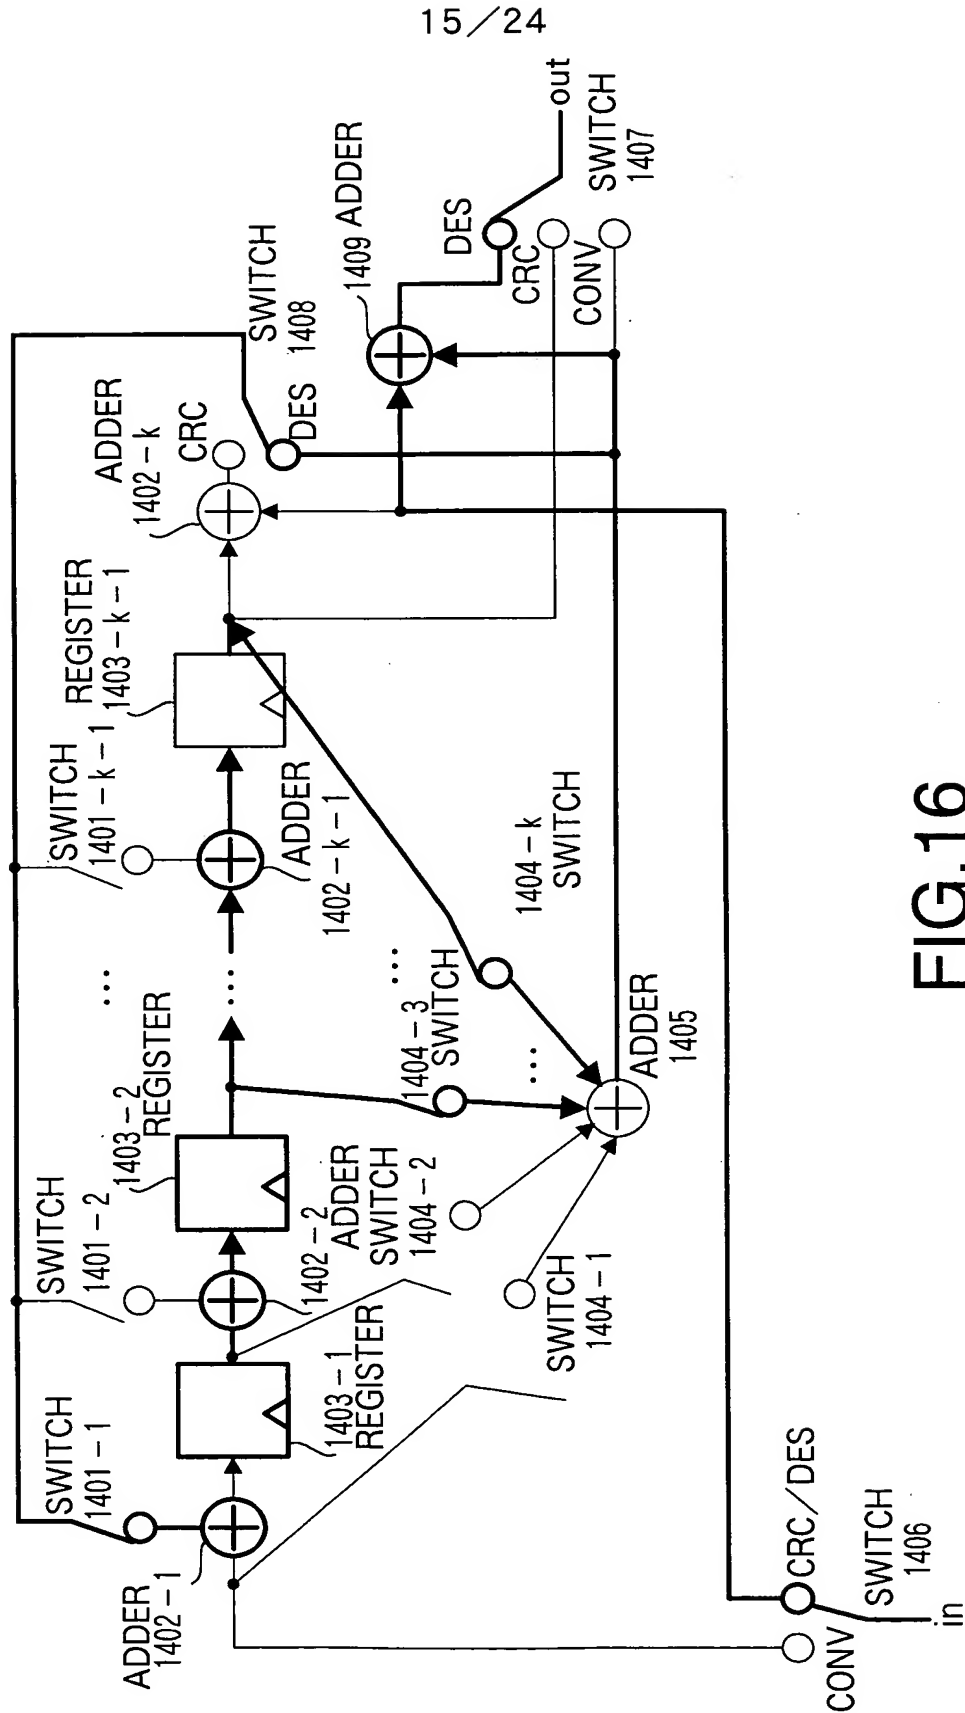 15/24
SWITCH
1401-1
SWITCH
1401-2
SWITCH
1401-k-1
ADDER
1402-1
1403-1
REGISTER
1402-2
ADDER
1403-2
REGISTER
ADDER
1402-k-1
REGISTER
1403-k-1
ADDER
1402-k
CRC
DES
SWITCH
1408
1409 ADDER
DES
CRC
CONV
out
SWITCH
1407
SWITCH
1404-1
SWITCH
1404-2
1404-3
SWITCH
1404-k
SWITCH
ADDER
1405
CONV
CRC/DES
SWITCH
1406
in
...
...
...
...
FIG.16